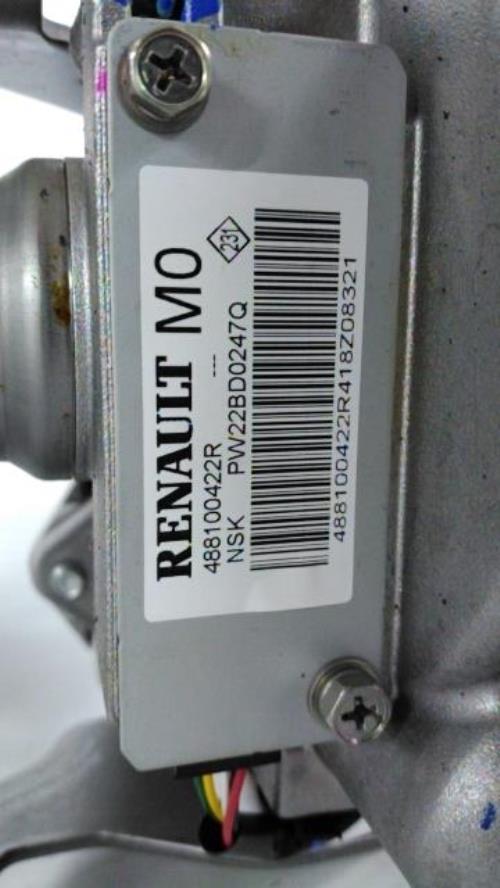 RENAULT MO
488100422R ---
231
NSK PW22BD0247Q
488100422R418Z08321